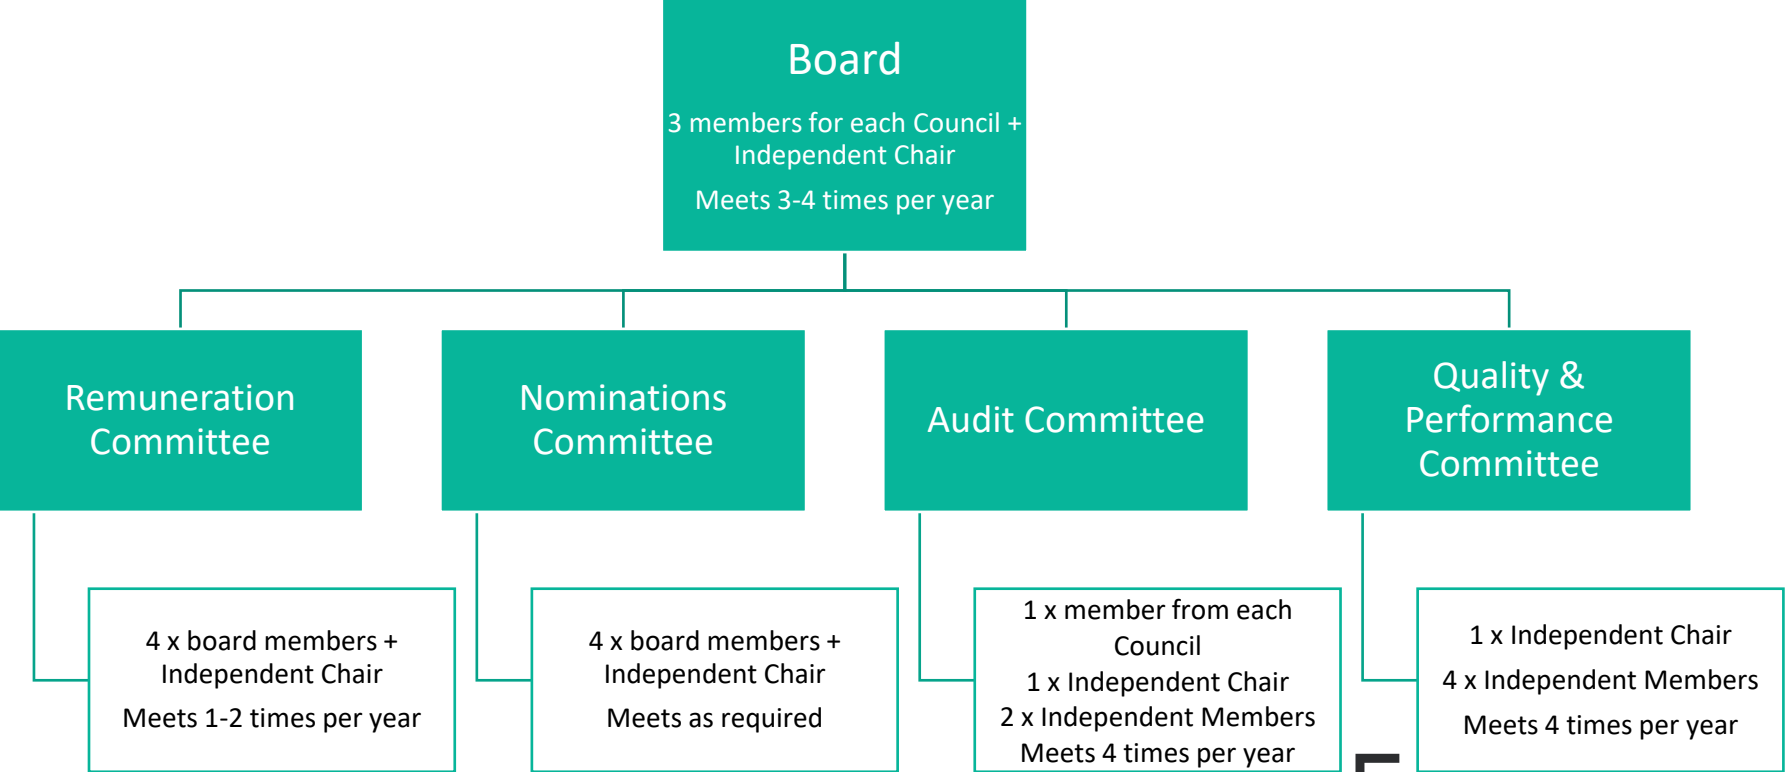 Board
3 members for each Council +
Independent Chair
Meets 3-4 times per year
Remuneration
Committee
Nominations
Committee
Audit Committee
Quality &
Performance
Committee
4 x board members +
Independent Chair
Meets 1-2 times per year
4 x board members +
Independent Chair
Meets as required
1 x member from each
Council
1 x Independent Chair
2 x Independent Members
Meets 4 times per year
1 x Independent Chair
4 x Independent Members
Meets 4 times per year